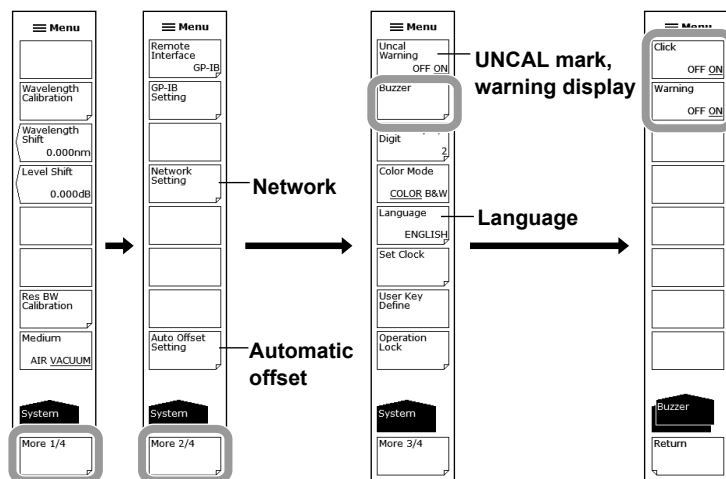 Menu
Wavelength
Calibration
Wavelength
Shift
0.000nm
Level Shift
0.000dB
Res BW
Calibration
Medium
AIR VACUUM
System
More 1/4
Menu
Remote
Interface
GP-IB
GP-IB
Setting
Network
Setting
Network
Auto Offset
Setting
Automatic
offset
System
More 2/4
Menu
Uncal
Warning
OFF ON
UNCAL mark,
warning display
Buzzer
Digit
2
Color Mode
COLOR B&W
Language
ENGLISH
Language
Set Clock
User Key
Define
Operation
Lock
System
More 3/4
Menu
Click
OFF ON
Warning
OFF ON
Buzzer
Return